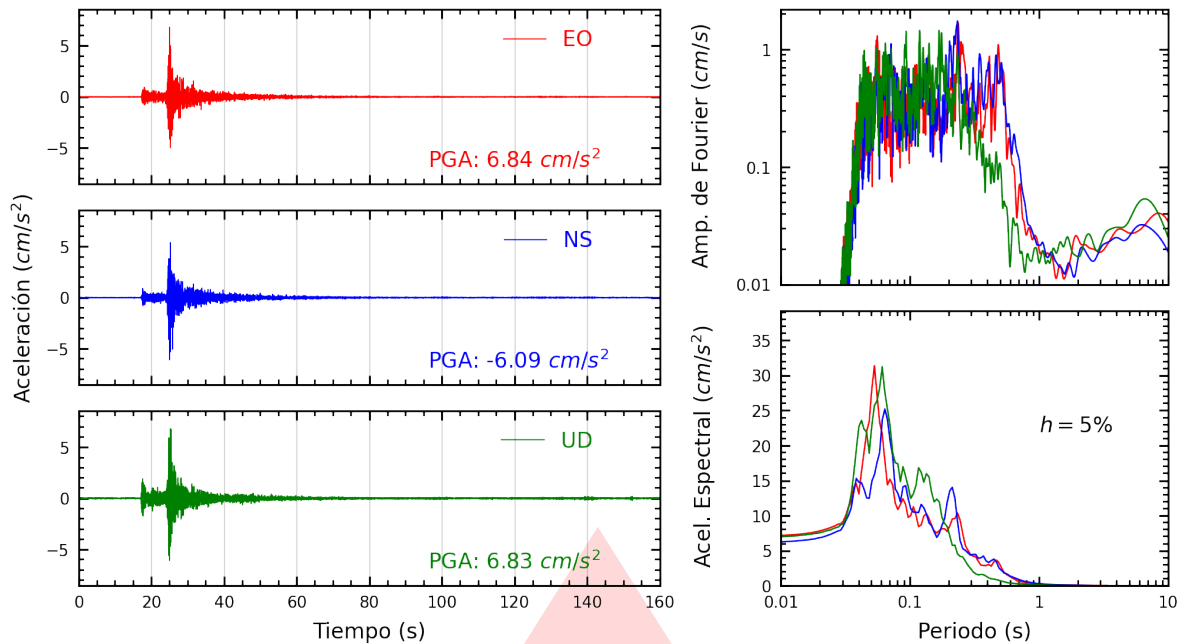 Aceleración (cm/s²)
5
0
−5
EO
PGA: 6.84 cm/s²
5
0
−5
NS
PGA: -6.09 cm/s²
5
0
−5
UD
PGA: 6.83 cm/s²
0 20 40 60 80 100 120 140 160
Tiempo (s)
Amp. de Fourier (cm/s)
1
0.1
0.01
Acel. Espectral (cm/s²)
35
30
25
20
15
10
5
0
h = 5%
0.01 0.1 1 10
Periodo (s)